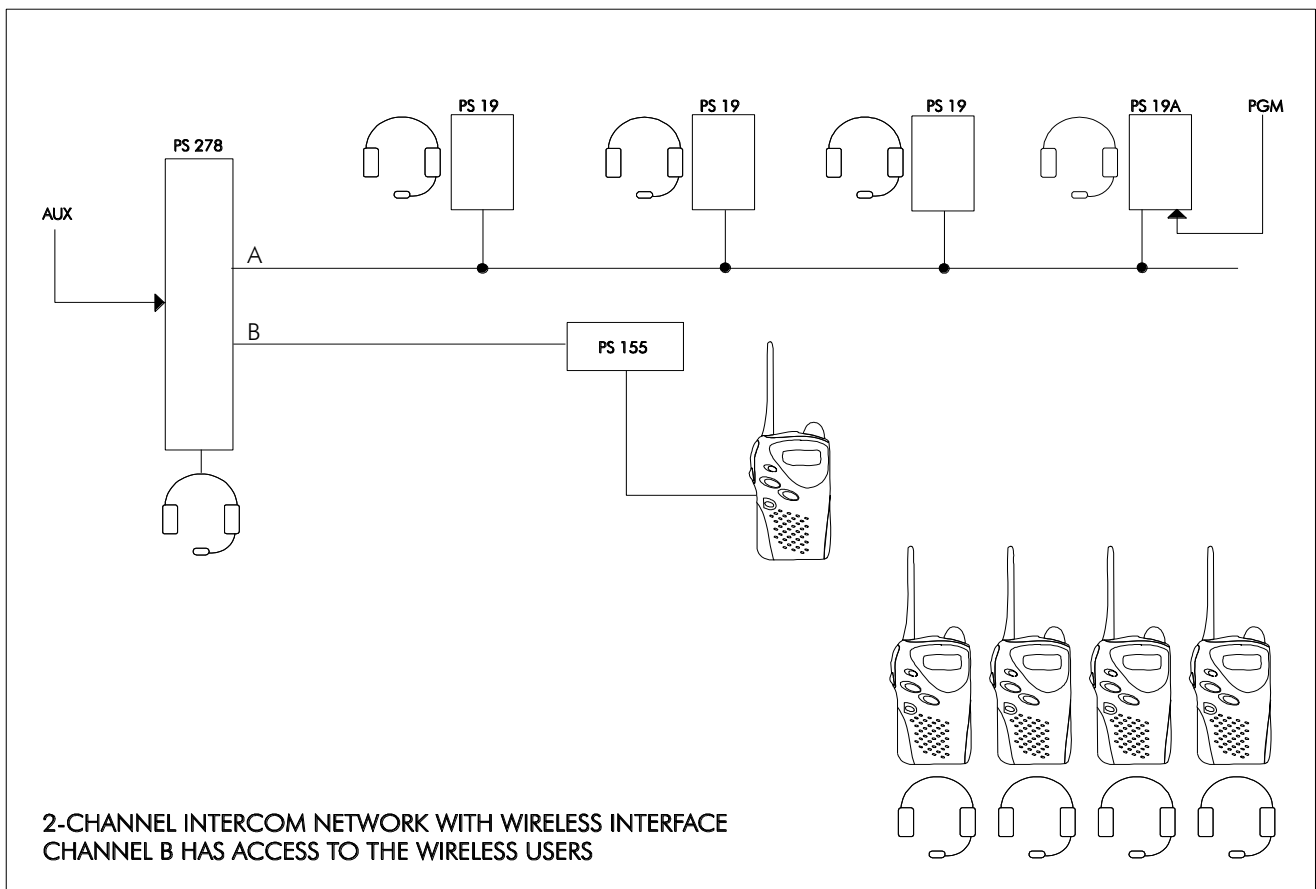 PS 19
PS 19
PS 19
PS 19A
PGM
PS 278
AUX
A
B
PS 155
2-CHANNEL INTERCOM NETWORK WITH WIRELESS INTERFACE
CHANNEL B HAS ACCESS TO THE WIRELESS USERS